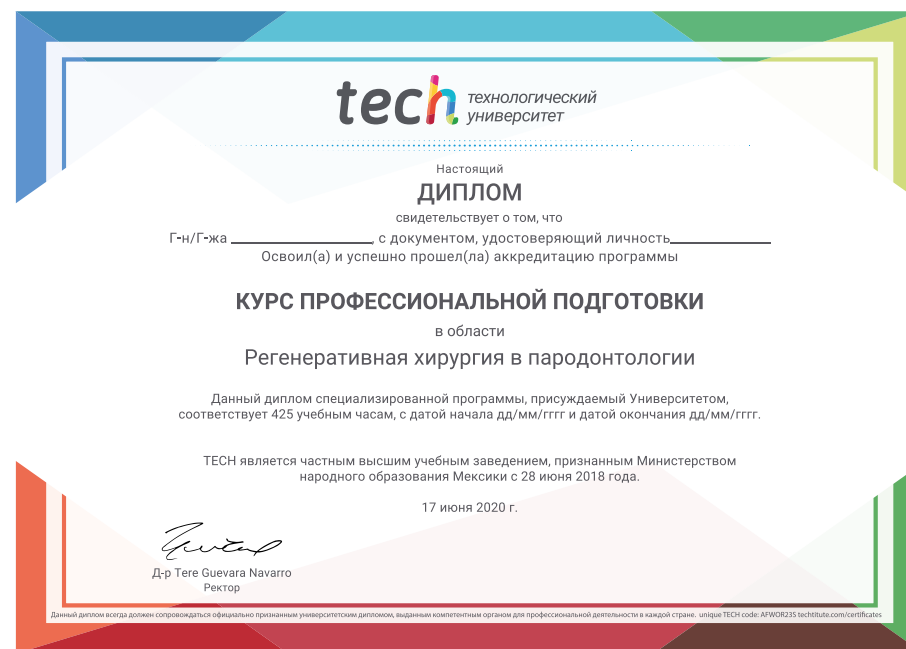 tech технологический
университет
Настоящий
ДИПЛОМ
свидетельствует о том, что
Г-н/Г-жа ____________, с документом, удостоверяющий личность____________
Освоил(а) и успешно прошел(ла) аккредитацию программы
КУРС ПРОФЕССИОНАЛЬНОЙ ПОДГОТОВКИ
в области
Регенеративная хирургия в пародонтологии
Данный диплом специализированной программы, присуждаемый Университетом,
соответствует 425 учебным часам, с датой начала дд/мм/гггг и датой окончания дд/мм/гггг.
TECH является частным высшим учебным заведением, признанным Министерством
народного образования Мексики с 28 июня 2018 года.
17 июня 2020 г.
Д-р Tere Guevara Navarro
Ректор
Данный диплом всегда должен сопровождаться официально признанным университетским дипломом, выданным компетентным органом для профессиональной деятельности в каждой стране. unique TECH code: AFWOR23S techtitute.com/certificates